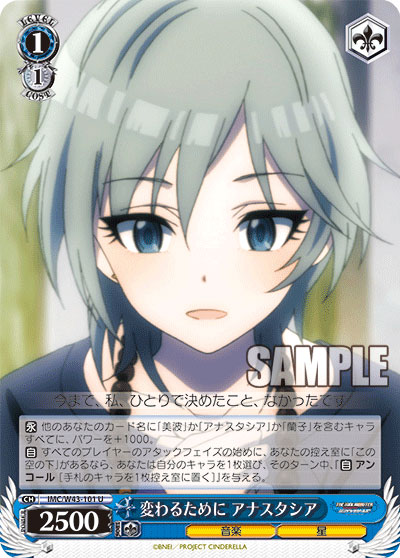 LEVEL
1
1
COST
SAMPLE
今まで、私、ひとりで決めたこと、なかったです
永 他のあなたのカード名に「美波」か「アナスタシア」か「蘭子」を含むキャラ
すべてに、パワーを+1000。
自 すべてのプレイヤーのアタックフェイズの始めに、あなたの控え室に「こ
の空の下」があるなら、あなたは自分のキャラを1枚選び、そのターン中、『自 アン
コール ［手札のキャラを1枚控え室に置く］』を与える。
CH
IMC/W43-101 U
2500
変わるために アナスタシア
音楽
星
©BNEI／PROJECT CINDERELLA